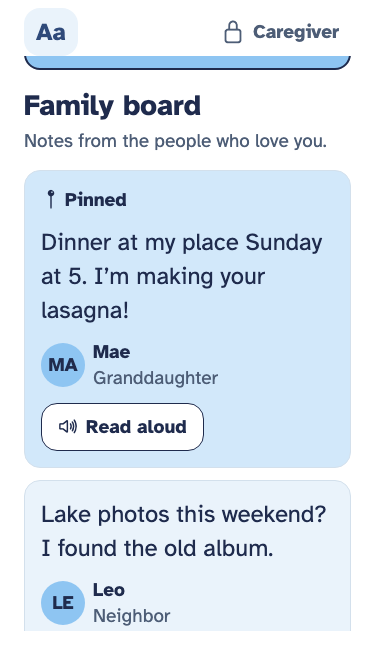 Aa
Caregiver
Family board
Notes from the people who love you.
Pinned
Dinner at my place Sunday
at 5. I’m making your
lasagna!
MA
Mae
Granddaughter
Read aloud
Lake photos this weekend?
I found the old album.
LE
Leo
Neighbor